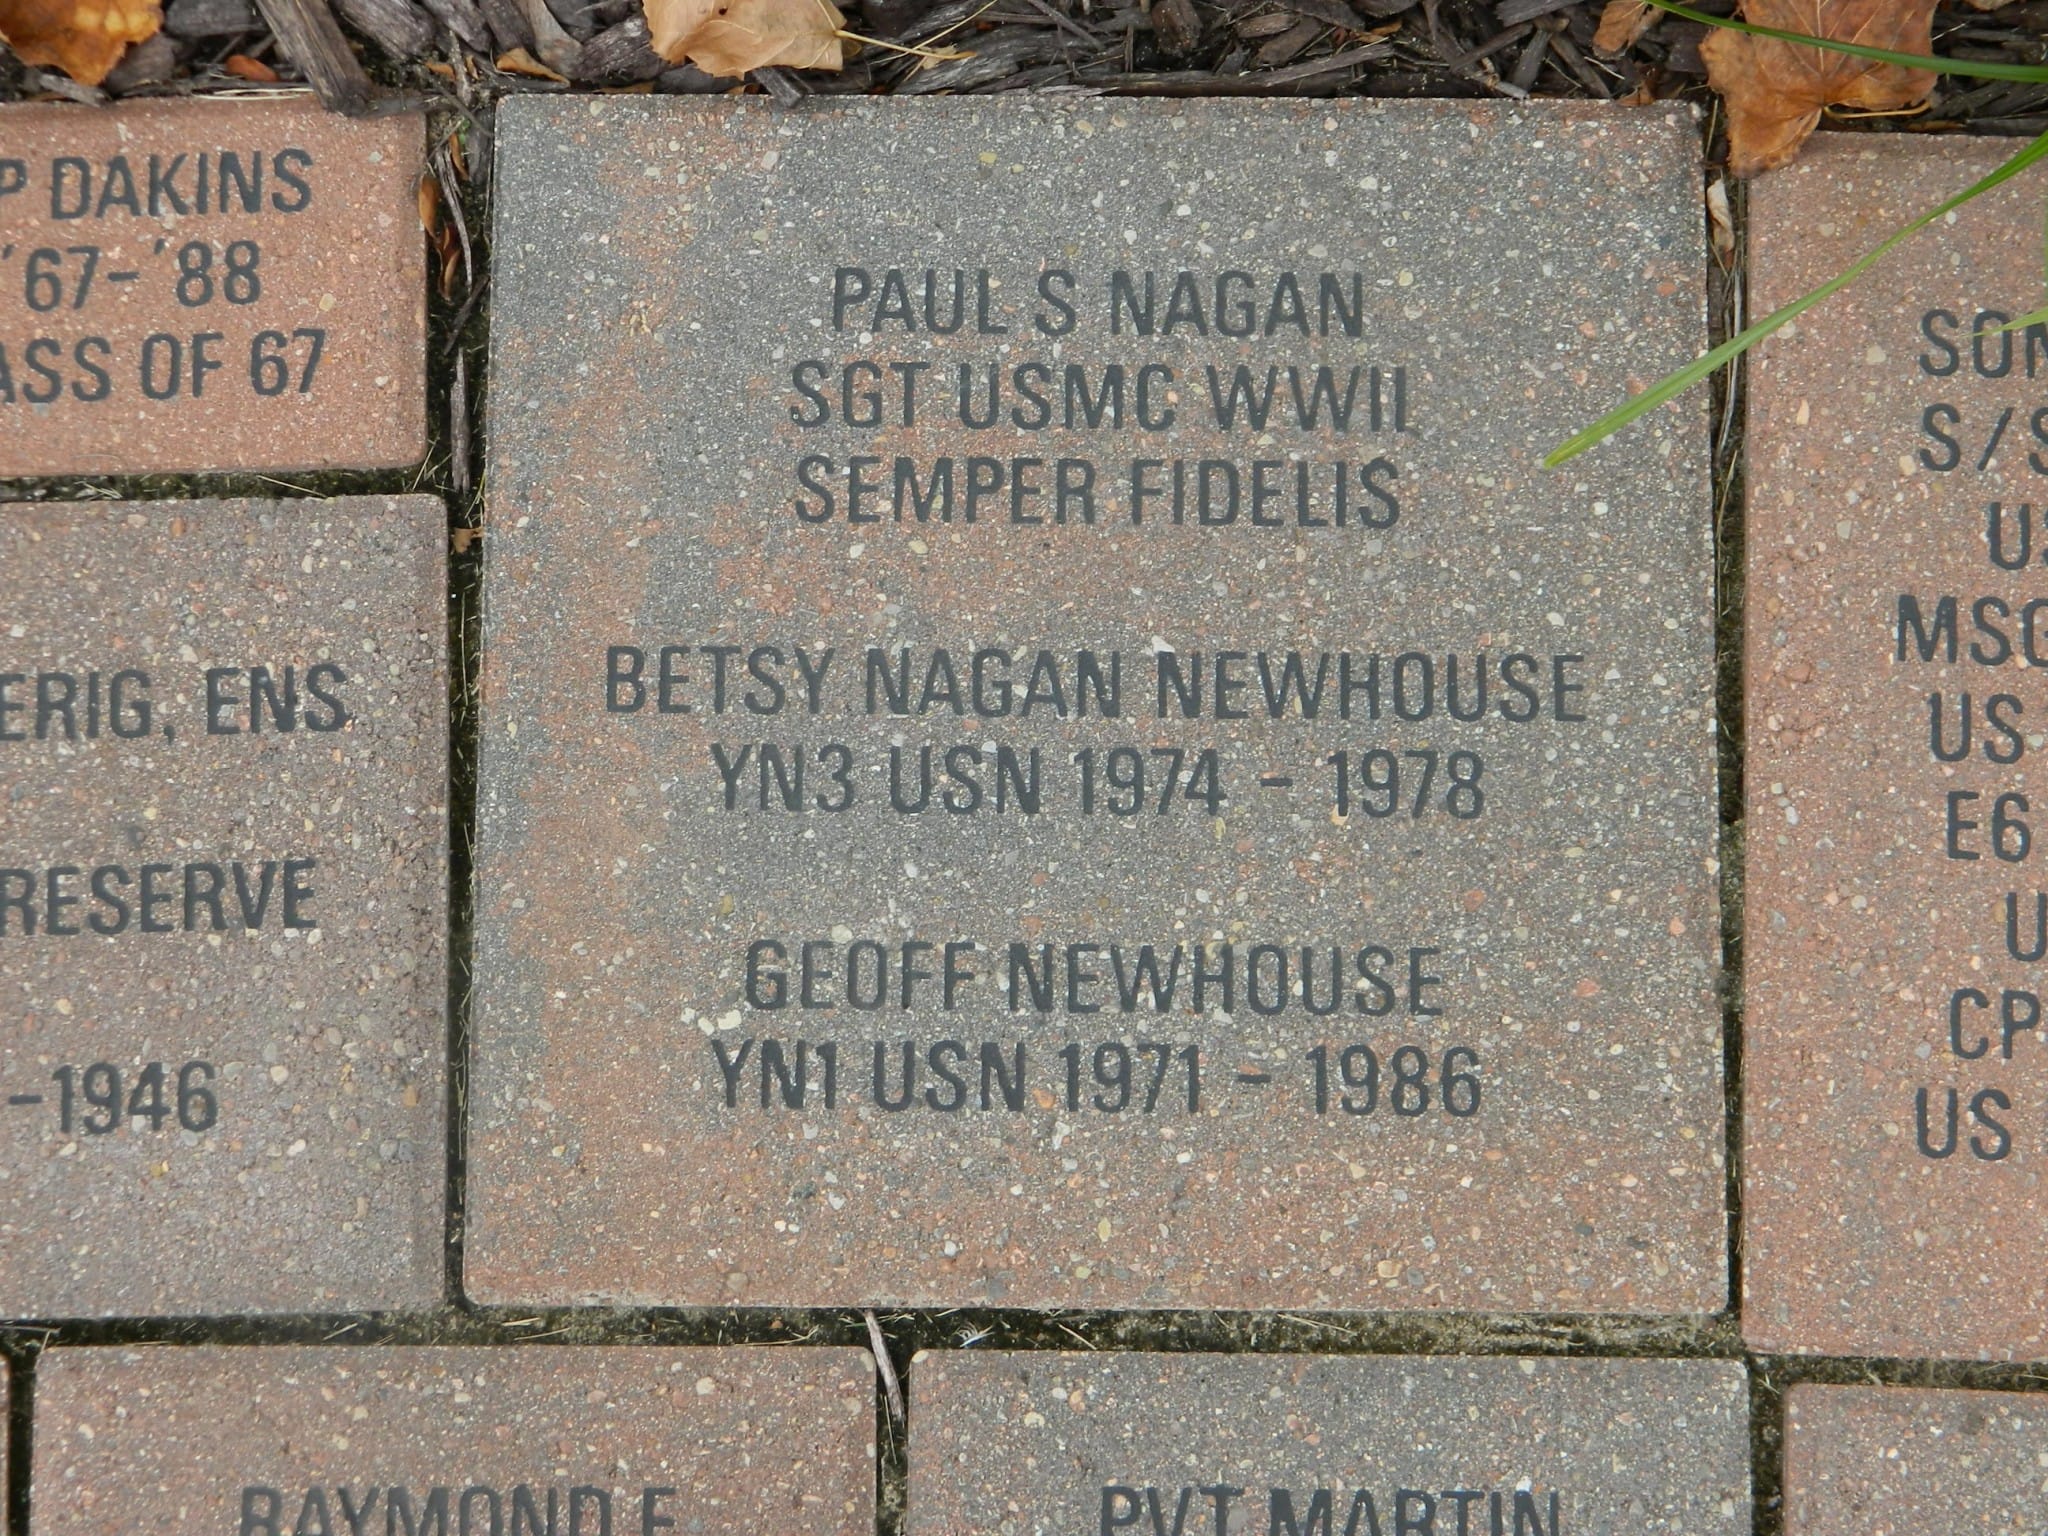 P DAKINS
'67-'88
ASS OF 67
ERIG, ENS
RESERVE
-1946
PAUL S NAGAN
SGT USMC WWII
SEMPER FIDELIS
BETSY NAGAN NEWHOUSE
YN3 USN 1974 - 1978
GEOFF NEWHOUSE
YN1 USN 1971 - 1986
SON
S/S
US
MSG
US
E6
U
CP
US
RAYMOND E
PVT MARTIN